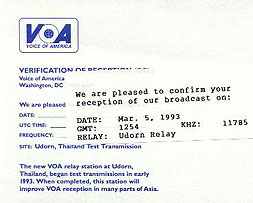 VOA
VOICE OF AMERICA
VERIFICATION OF RECEPTION
Voice of America
Washington, DC
We are pleased
We are pleased to confirm your
reception of our broadcast on:
DATE:
UTC TIME:
FREQUENCY:
DATE: Mar. 5, 1993
GMT: 1254 KHZ: 11785
RELAY: Udorn Relay
SITE: Udorn, Thailand Test Transmission
The new VOA relay station at Udorn,
Thailand, began test transmissions in early
1993. When completed, this station will
improve VOA reception in many parts of Asia.